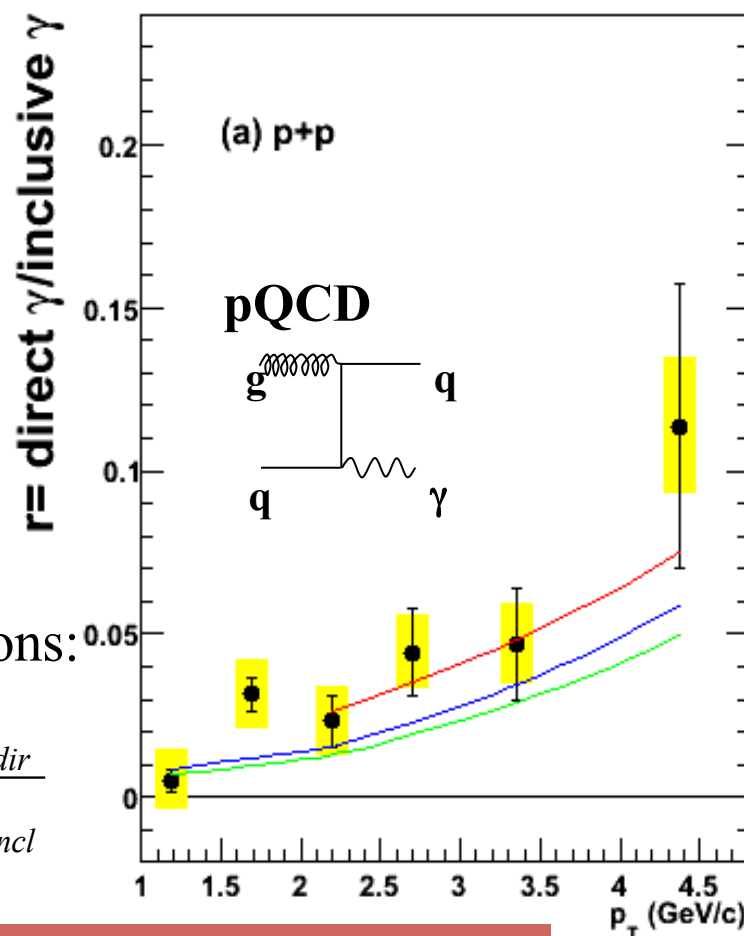 r= direct γ/inclusive γ
(a) p+p
0.2
0.15
pQCD
g
q
0.1
q
γ
ons:
0.05
dir
0
ncl
1 1.5 2 2.5 3 3.5 4 4.5
p_T (GeV/c)